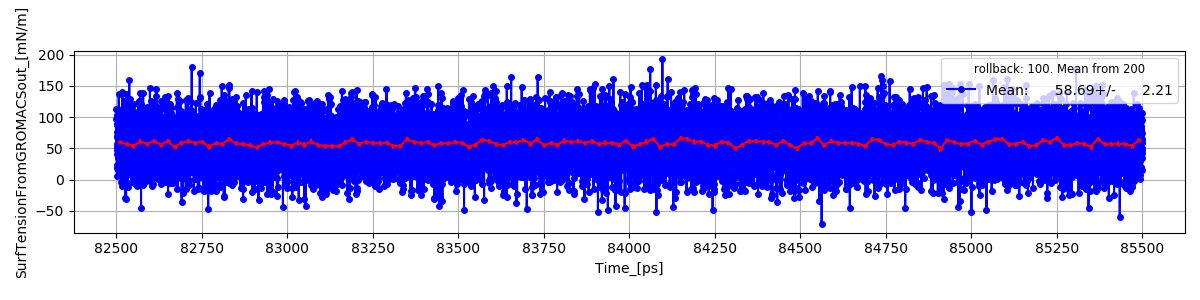 SurfTensionFromGROMACSout_[mN/m]
200
150
100
50
0
−50
rollback: 100. Mean from 200
Mean: 58.69+/- 2.21
82500 82750 83000 83250 83500 83750 84000 84250 84500 84750 85000 85250 85500
Time_[ps]